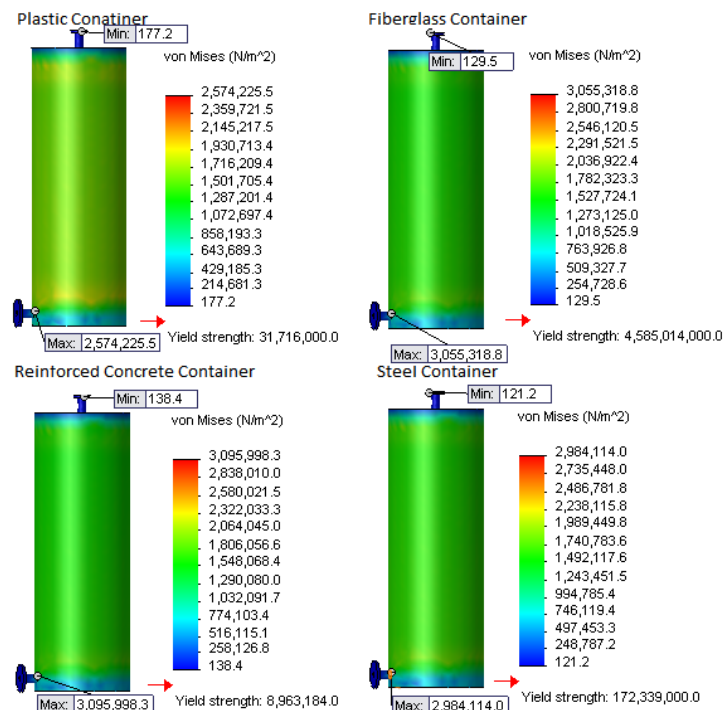 Plastic Conatiner
Min: 177.2
von Mises (N/m^2)
2,574,225.5
2,359,721.5
2,145,217.5
1,930,713.4
1,716,209.4
1,501,705.4
1,287,201.4
1,072,697.4
858,193.3
643,689.3
429,185.3
214,681.3
177.2
Yield strength: 31,716,000.0
Max: 2,574,225.5
Fiberglass Container
Min: 129.5
von Mises (N/m^2)
3,055,318.8
2,800,719.8
2,546,120.5
2,291,521.5
2,036,922.4
1,782,323.3
1,527,724.1
1,273,125.0
1,018,525.9
763,926.8
509,327.7
254,728.6
129.5
Yield strength: 4,585,014,000.0
Max: 3,055,318.8
Reinforced Concrete Container
Min: 138.4
von Mises (N/m^2)
3,095,998.3
2,838,010.0
2,580,021.5
2,322,033.3
2,064,045.0
1,806,056.6
1,548,068.4
1,290,080.0
1,032,091.7
774,103.4
516,115.1
258,126.8
138.4
Yield strength: 8,963,184.0
Max: 3,095,998.3
Steel Container
Min: 121.2
von Mises (N/m^2)
2,984,114.0
2,735,448.0
2,486,781.8
2,238,115.8
1,989,449.8
1,740,783.6
1,492,117.6
1,243,451.5
994,785.4
746,119.4
497,453.3
248,787.2
121.2
Yield strength: 172,339,000.0
Max: 2,984,114.0